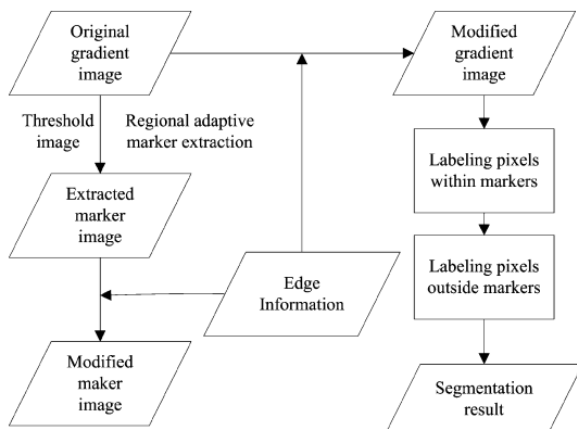 Original
gradient
image
Modified
gradient
image
Threshold
image
Regional adaptive
marker extraction
Labeling pixels
within markers
Extracted
marker
image
Edge
Information
Labeling pixels
outside markers
Modified
maker
image
Segmentation
result